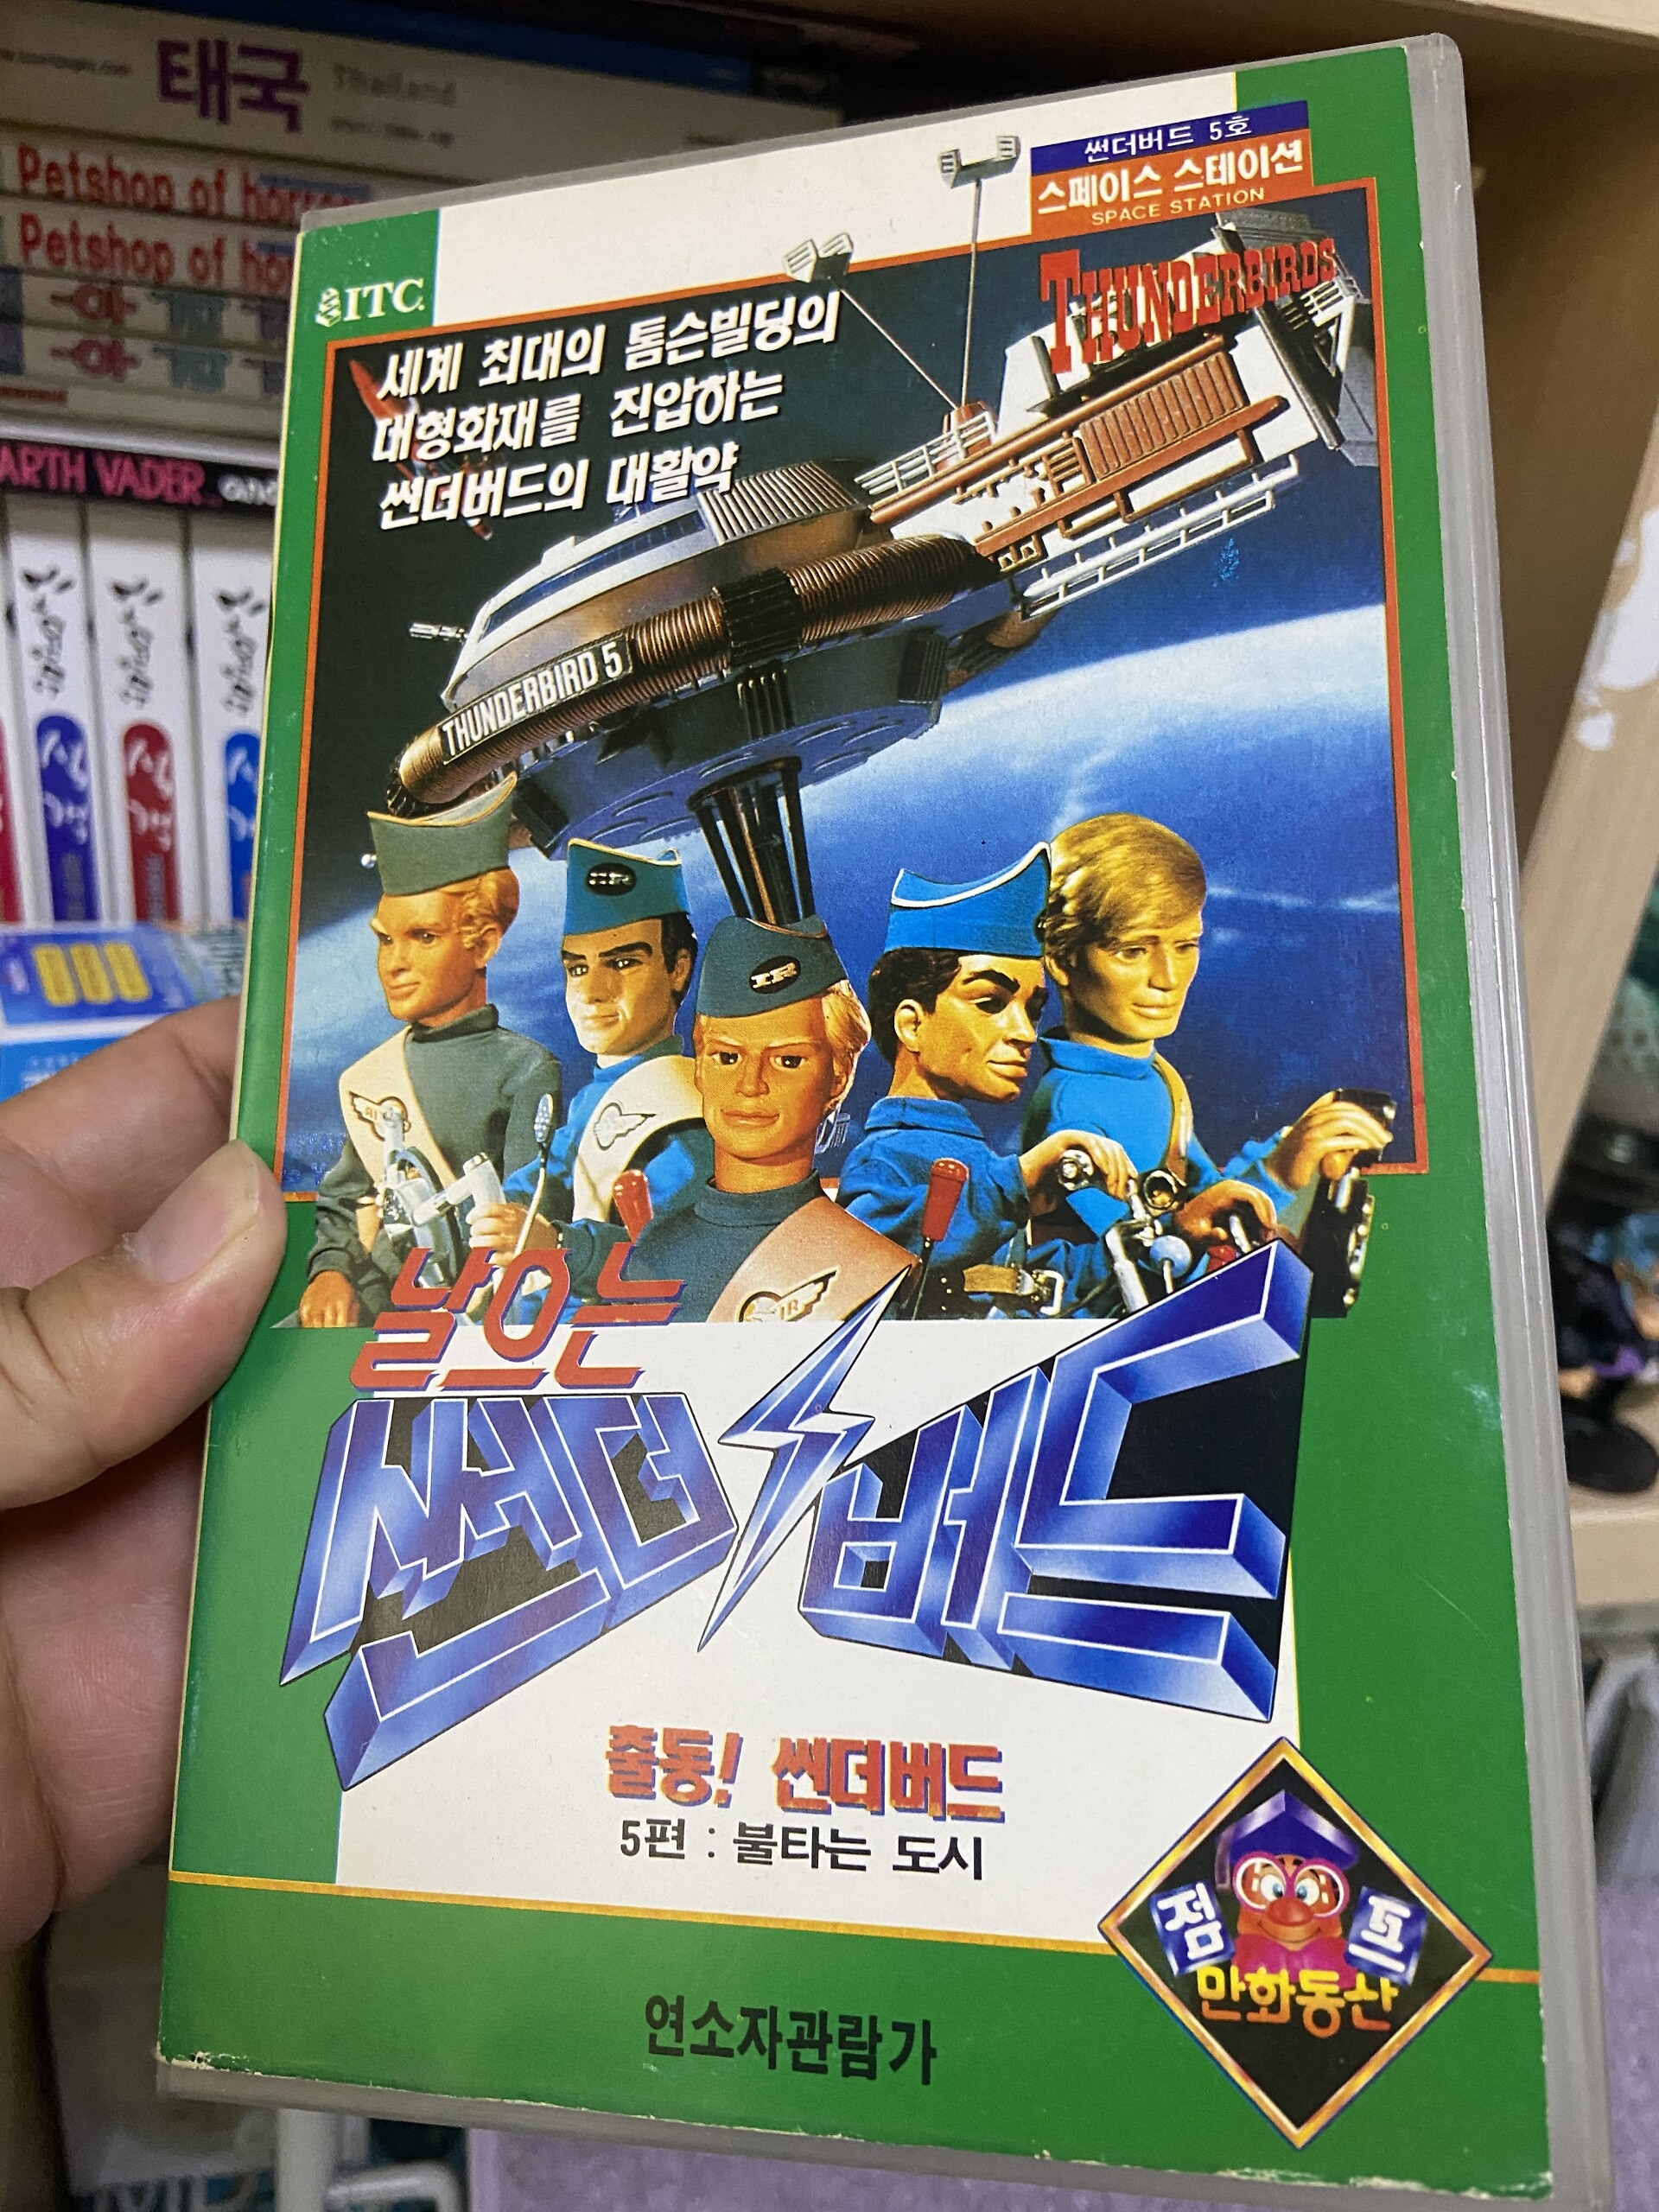 태국 Thailand
Petshop of horror
Petshop of hor
ARTH VADER
ITC
썬더버드 5호
스페이스 스테이션
SPACE STATION
THUNDERBIRDS
세계 최대의 톰슨빌딩의
대형화재를 진압하는
썬더버드의 대활약
THUNDERBIRD 5
IR
IR
날으는
썬더버드
출동! 썬더버드
5편 : 불타는 도시
점프
만화동산
연소자관람가